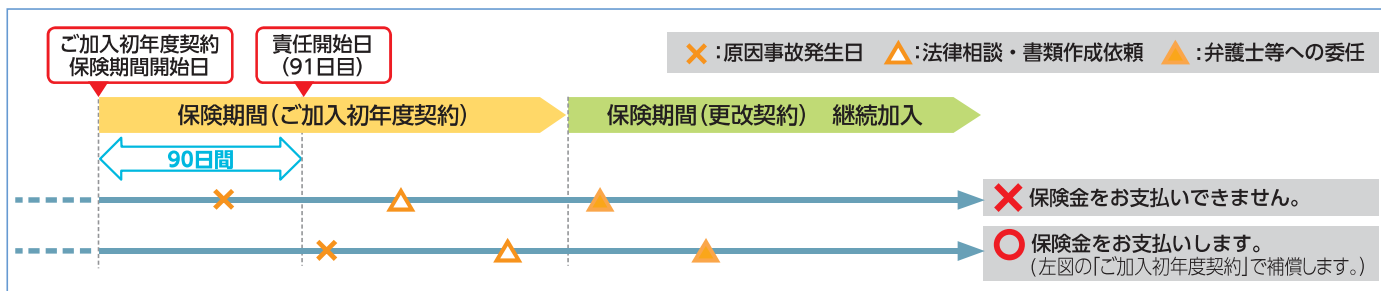 ご加入初年度契約
保険期間開始日
責任開始日
(91日目)
:原因事故発生日
:法律相談・書類作成依頼
:弁護士等への委任
保険期間(ご加入初年度契約)
保険期間(更改契約) 継続加入
90日間
保険金をお支払いできません。
保険金をお支払いします。
(左図の「ご加入初年度契約」で補償します。)